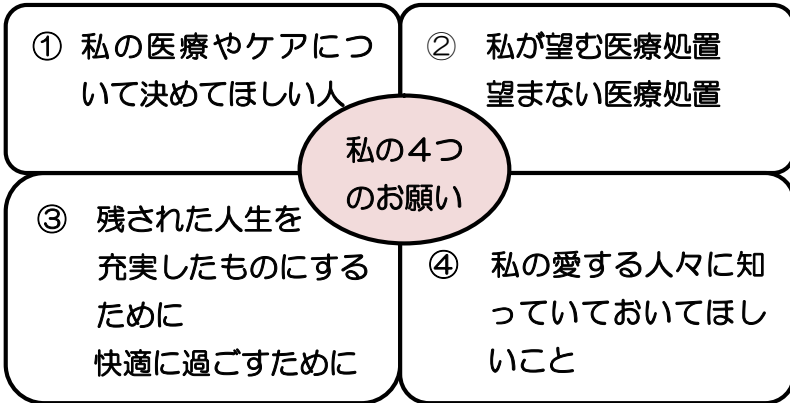 ① 私の医療やケアにつ
いて決めてほしい人
② 私が望む医療処置
望まない医療処置
私の４つ
のお願い
③ 残された人生を
充実したものにする
ために
快適に過ごすために
④ 私の愛する人々に知
っていておいてほし
いこと